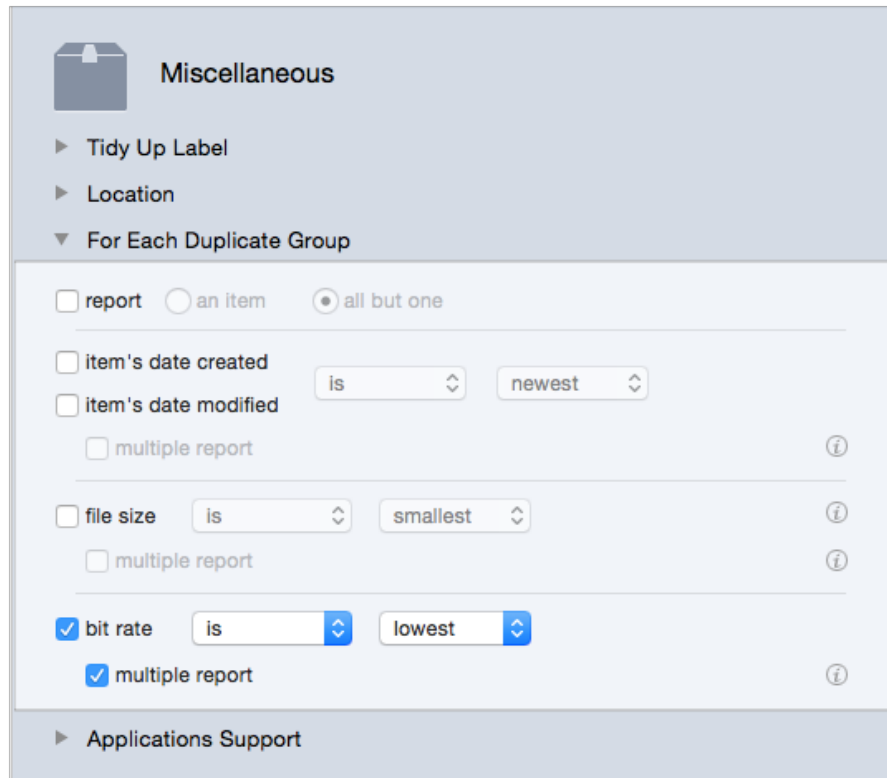 Miscellaneous
Tidy Up Label
Location
For Each Duplicate Group
report an item all but one
item's date created
is newest
item's date modified
multiple report
file size is smallest
multiple report
bit rate is lowest
multiple report
Applications Support